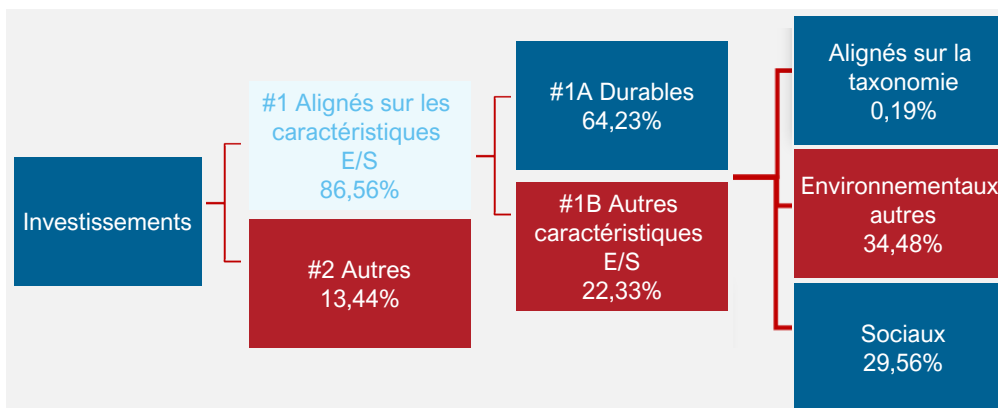 Investissements
#1 Alignés sur les
caractéristiques
E/S
86,56%
#2 Autres
13,44%
#1A Durables
64,23%
#1B Autres
caractéristiques
E/S
22,33%
Alignés sur la
taxonomie
0,19%
Environnementaux
autres
34,48%
Sociaux
29,56%